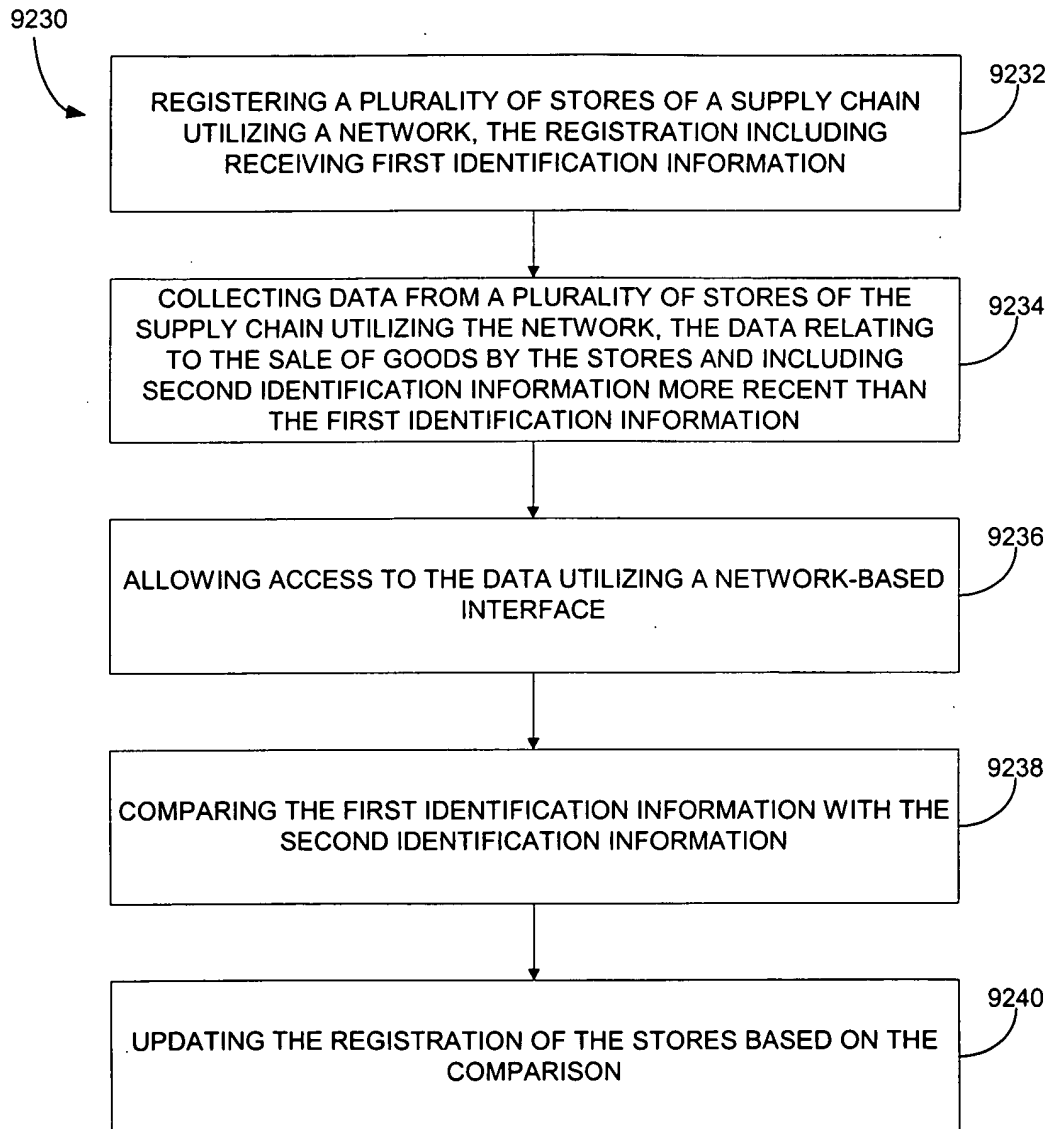 9230
9232
REGISTERING A PLURALITY OF STORES OF A SUPPLY CHAIN
UTILIZING A NETWORK, THE REGISTRATION INCLUDING
RECEIVING FIRST IDENTIFICATION INFORMATION
9234
COLLECTING DATA FROM A PLURALITY OF STORES OF THE
SUPPLY CHAIN UTILIZING THE NETWORK, THE DATA RELATING
TO THE SALE OF GOODS BY THE STORES AND INCLUDING
SECOND IDENTIFICATION INFORMATION MORE RECENT THAN
THE FIRST IDENTIFICATION INFORMATION
9236
ALLOWING ACCESS TO THE DATA UTILIZING A NETWORK-BASED
INTERFACE
9238
COMPARING THE FIRST IDENTIFICATION INFORMATION WITH THE
SECOND IDENTIFICATION INFORMATION
9240
UPDATING THE REGISTRATION OF THE STORES BASED ON THE
COMPARISON